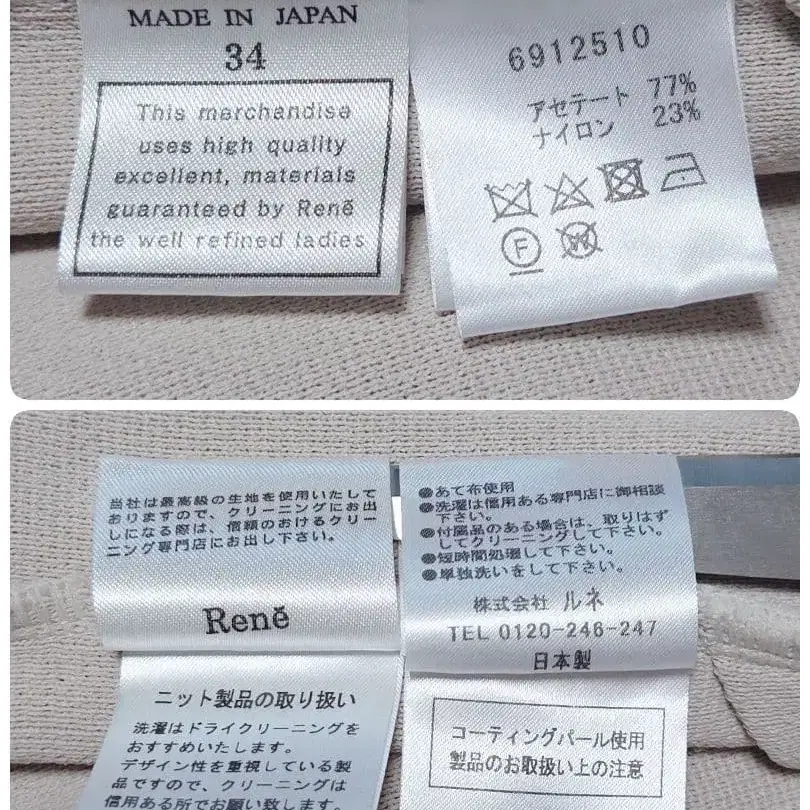 MADE IN JAPAN
34
This merchandise
uses high quality
excellent, materials
guaranteed by Renĕ
the well refined ladies
6912510
アセテート 77%
ナイロン 23%
F
W
当社は最高級の生地を使用いたして
おりますので、クリーニングにお出
しになる際は、信頼のおけるクリー
ニング専門店にお出し下さい。
Renĕ
●あて布使用
●洗濯は信用ある専門店に御相談
下さい。
●付属品のある場合は、取りはず
してクリーニングして下さい。
●短時間処理して下さい。
●単独洗いをして下さい。
株式会社 ルネ
TEL 0120-246-247
日本製
ニット製品の取り扱い
洗濯はドライクリーニングを
おすすめいたします。
デザイン性を重視している製
品ですので、クリーニングは
信用ある所でお願い致します。
コーティングパール使用
製品のお取扱い上の注意